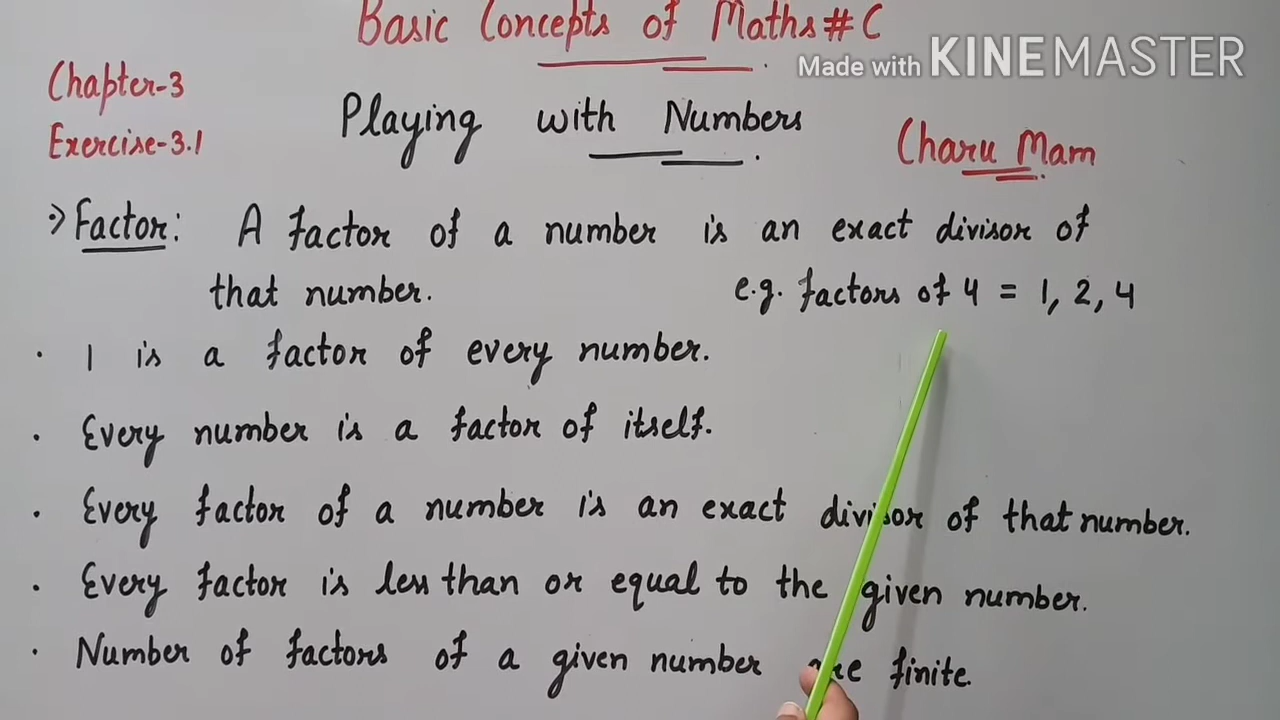 Basic Concepts of Maths#C
Made with KINEMASTER
Chapter-3
Exercise-3.1
Playing with Numbers
Charu Mam
Factor: A factor of a number is an exact divisor of
that number. e.g. factors of 4 = 1, 2, 4
· 1 is a factor of every number.
· Every number is a factor of itself.
· Every factor of a number is an exact divisor of that number.
· Every factor is less than or equal to the given number.
· Number of factors of a given number are finite.